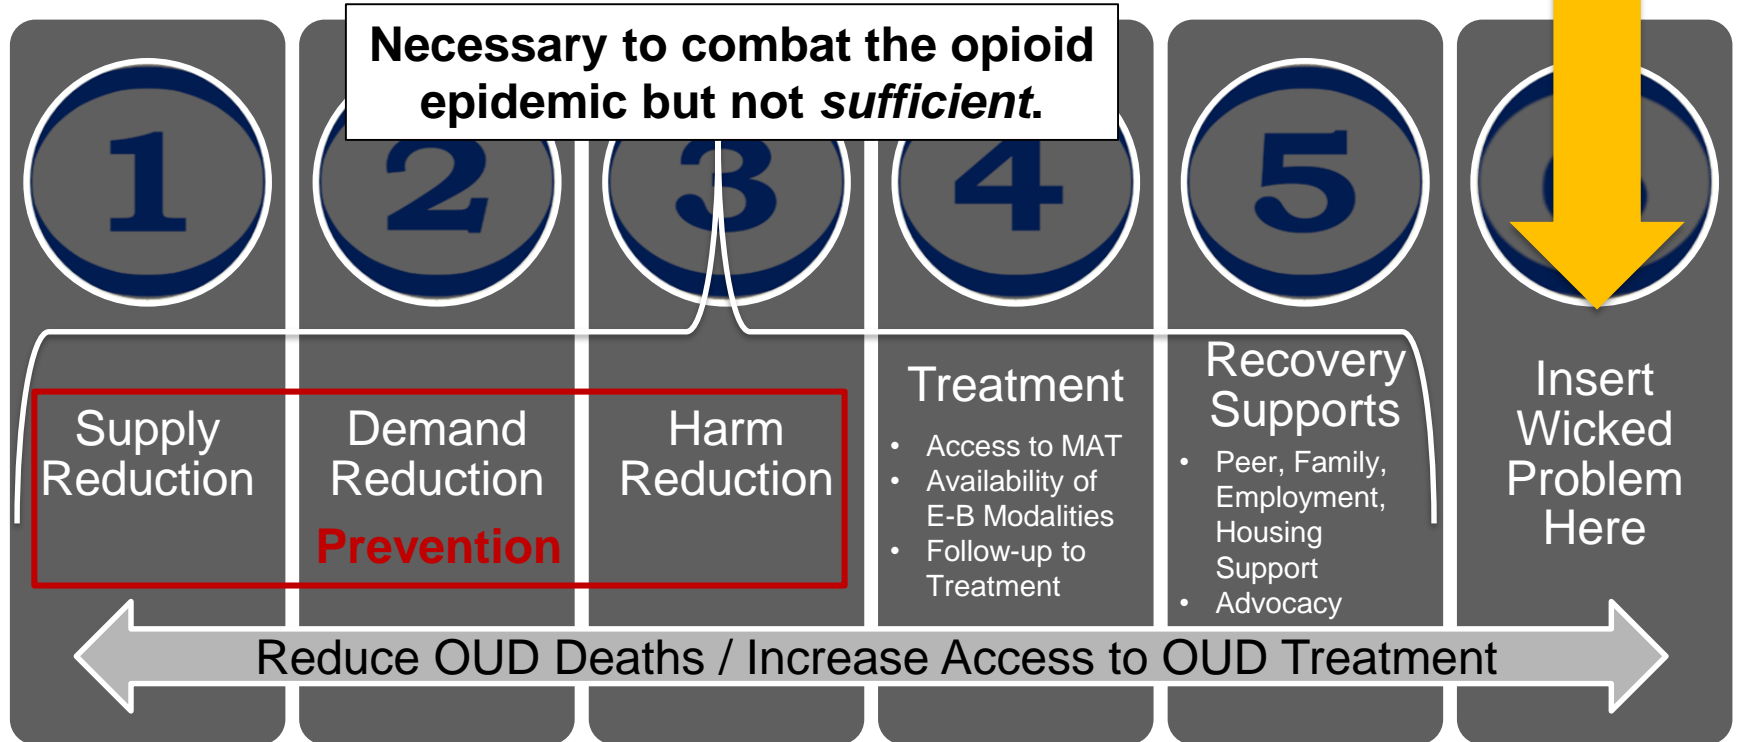 Necessary to combat the opioid
epidemic but not sufficient.
1
2
3
4
5
Supply
Reduction
Demand
Reduction
Harm
Reduction
Prevention
Treatment
• Access to MAT
• Availability of
E-B Modalities
• Follow-up to
Treatment
Recovery
Supports
• Peer, Family,
Employment,
Housing
Support
• Advocacy
Insert
Wicked
Problem
Here
Reduce OUD Deaths / Increase Access to OUD Treatment